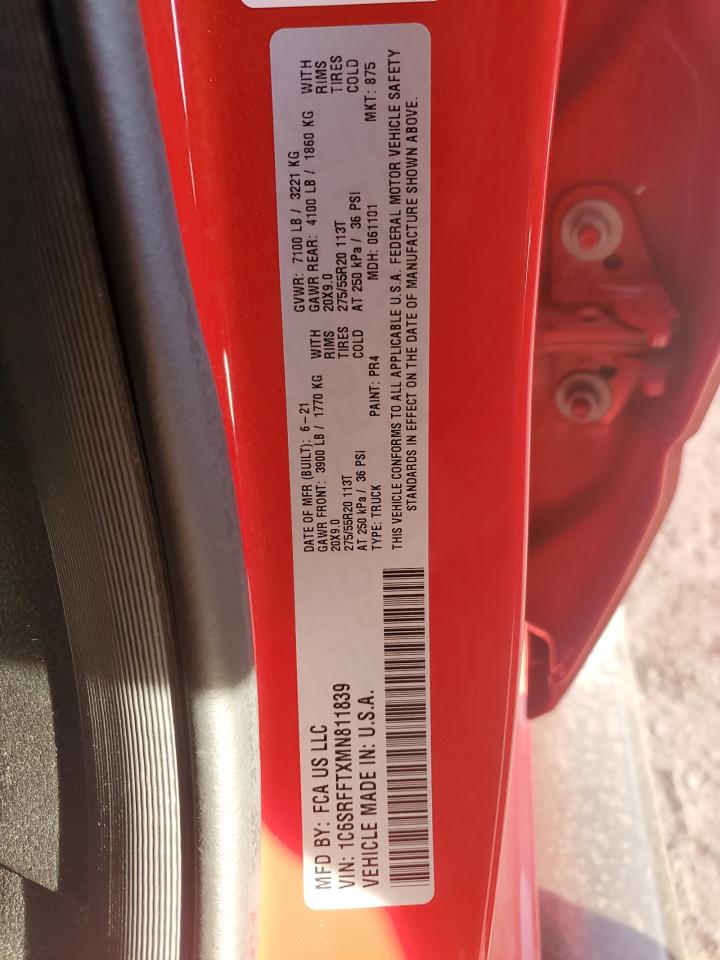 MFD BY: FCA US LLC
VIN: 1C6SRFFTXMN811839
VEHICLE MADE IN: U.S.A.
DATE OF MFR (BUILT): 6-21 GVWR: 7100 LB / 3221 KG
GAWR FRONT: 3900 LB / 1770 KG WITH GAWR REAR: 4100 LB / 1860 KG WITH
20X9.0 RIMS 20X9.0 RIMS
275/55R20 113T TIRES 275/55R20 113T TIRES
AT 250 kPa / 36 PSI COLD AT 250 kPa / 36 PSI COLD
TYPE: TRUCK PAINT: PR4 MDH: 061101 MKT: 875
THIS VEHICLE CONFORMS TO ALL APPLICABLE U.S.A. FEDERAL MOTOR VEHICLE SAFETY
STANDARDS IN EFFECT ON THE DATE OF MANUFACTURE SHOWN ABOVE.